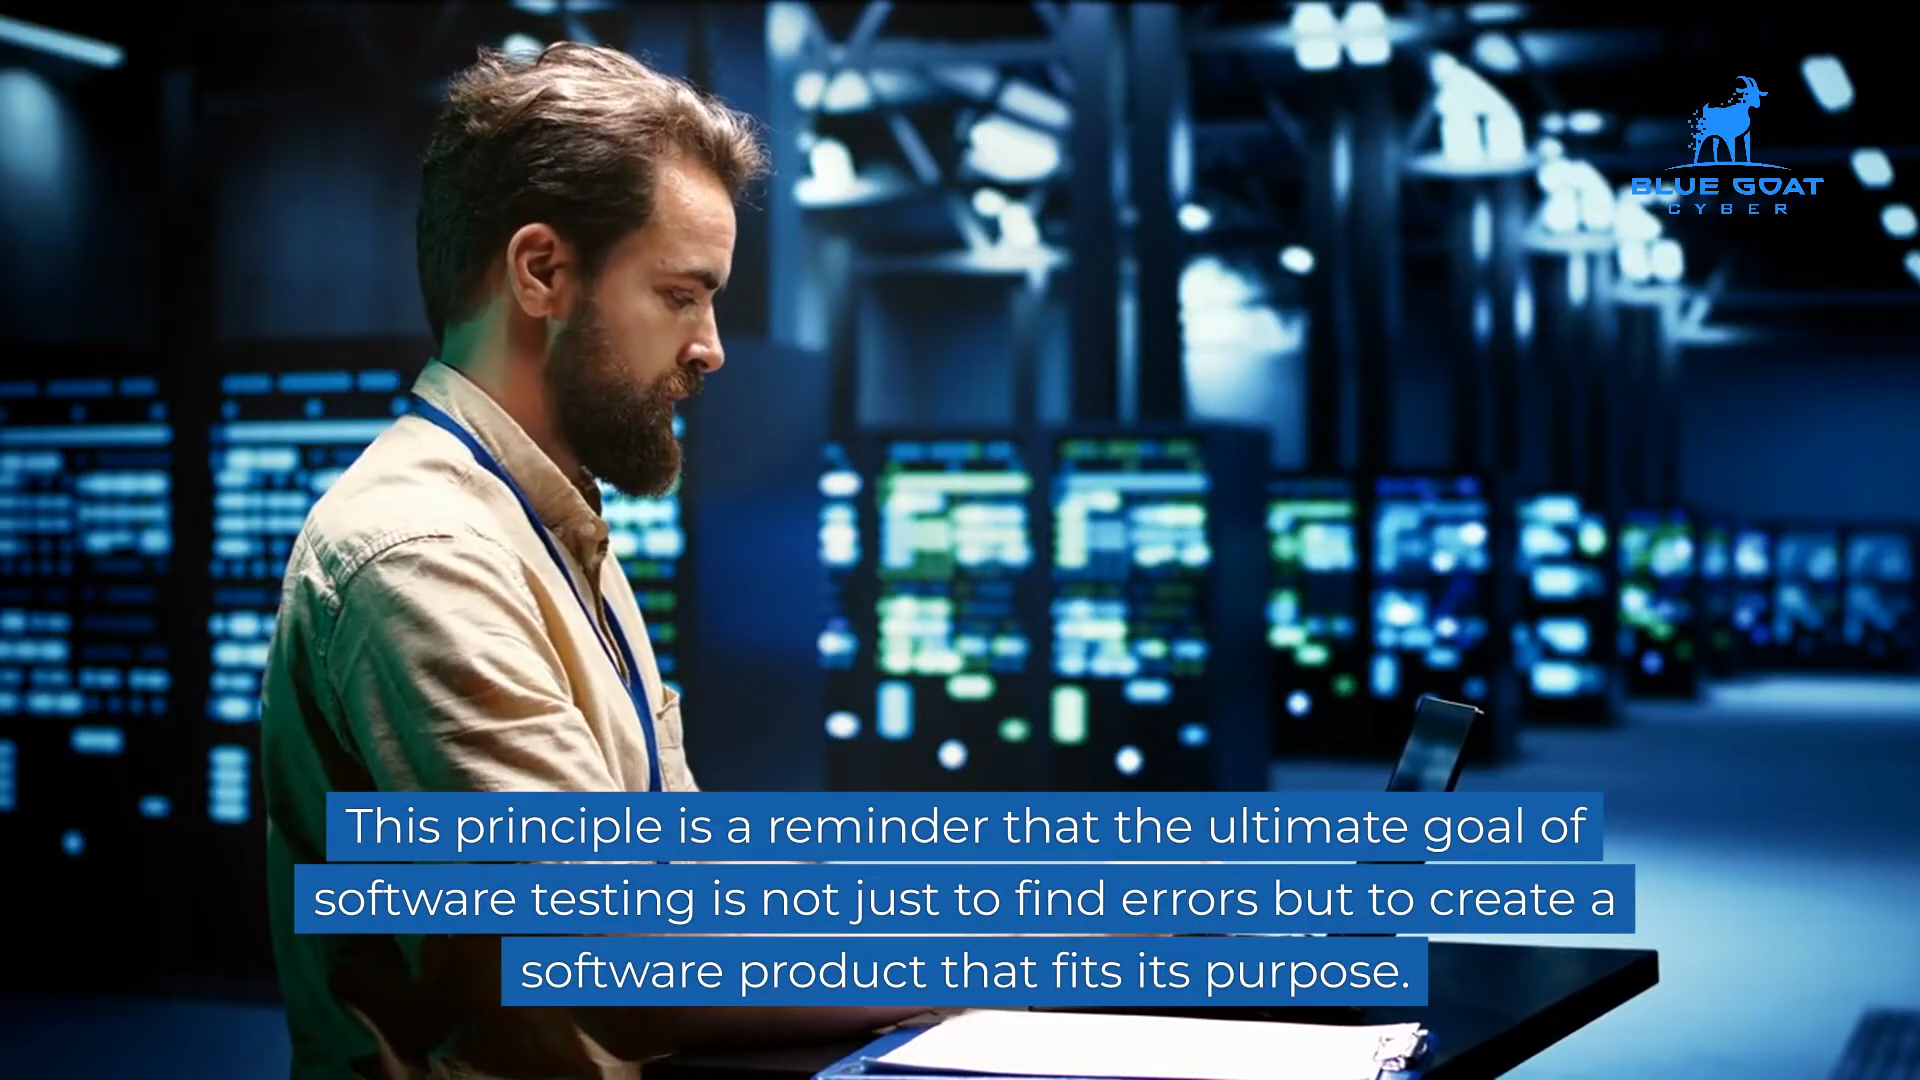 BLUE GOAT
CYBER
This principle is a reminder that the ultimate goal of
software testing is not just to find errors but to create a
software product that fits its purpose.